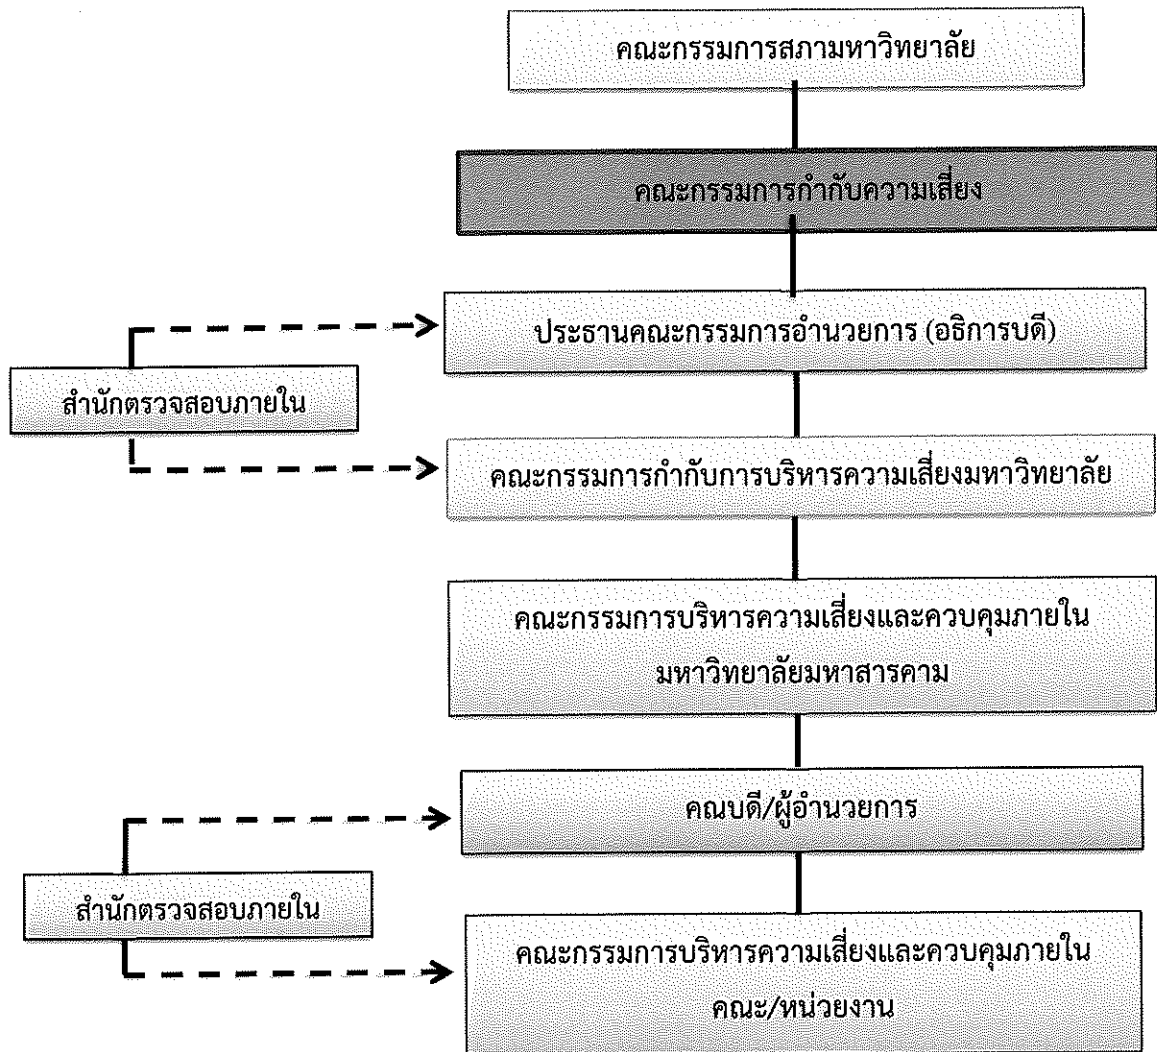 คณะกรรมการสภามหาวิทยาลัย
คณะกรรมการกำกับความเสี่ยง
ประธานคณะกรรมการอำนวยการ (อธิการบดี)
สำนักตรวจสอบภายใน
คณะกรรมการกำกับการบริหารความเสี่ยงมหาวิทยาลัย
คณะกรรมการบริหารความเสี่ยงและควบคุมภายใน
มหาวิทยาลัยมหาสารคาม
คณบดี/ผู้อำนวยการ
สำนักตรวจสอบภายใน
คณะกรรมการบริหารความเสี่ยงและควบคุมภายใน
คณะ/หน่วยงาน